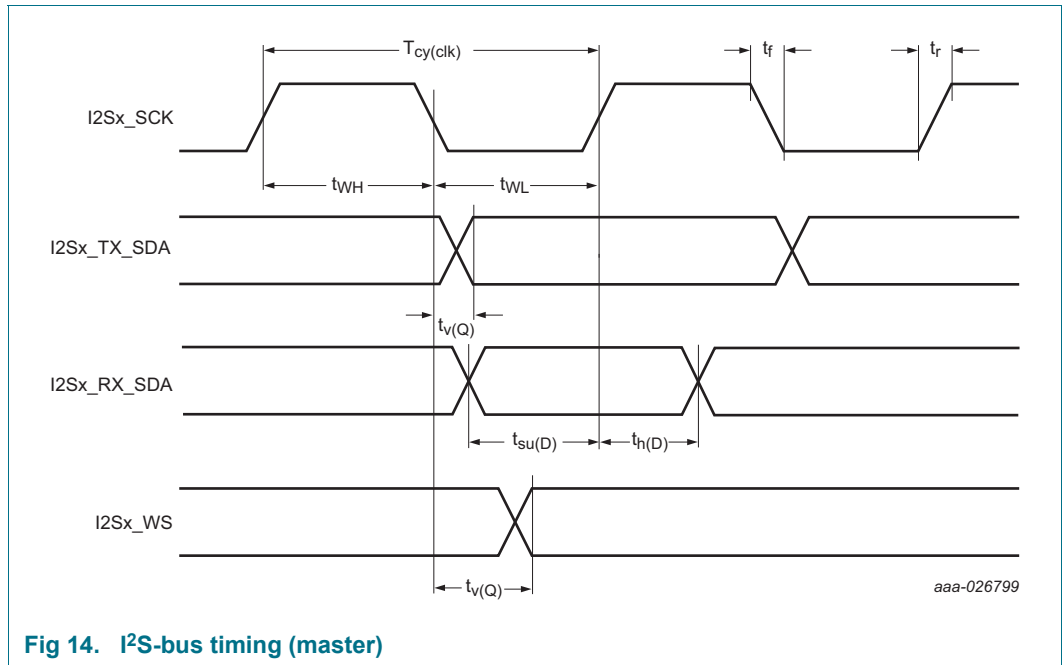 Tcy(clk)
tf
tr
I2Sx_SCK
tWH
tWL
I2Sx_TX_SDA
tv(Q)
I2Sx_RX_SDA
tsu(D)
th(D)
I2Sx_WS
tv(Q)
aaa-026799
Fig 14. I²S-bus timing (master)